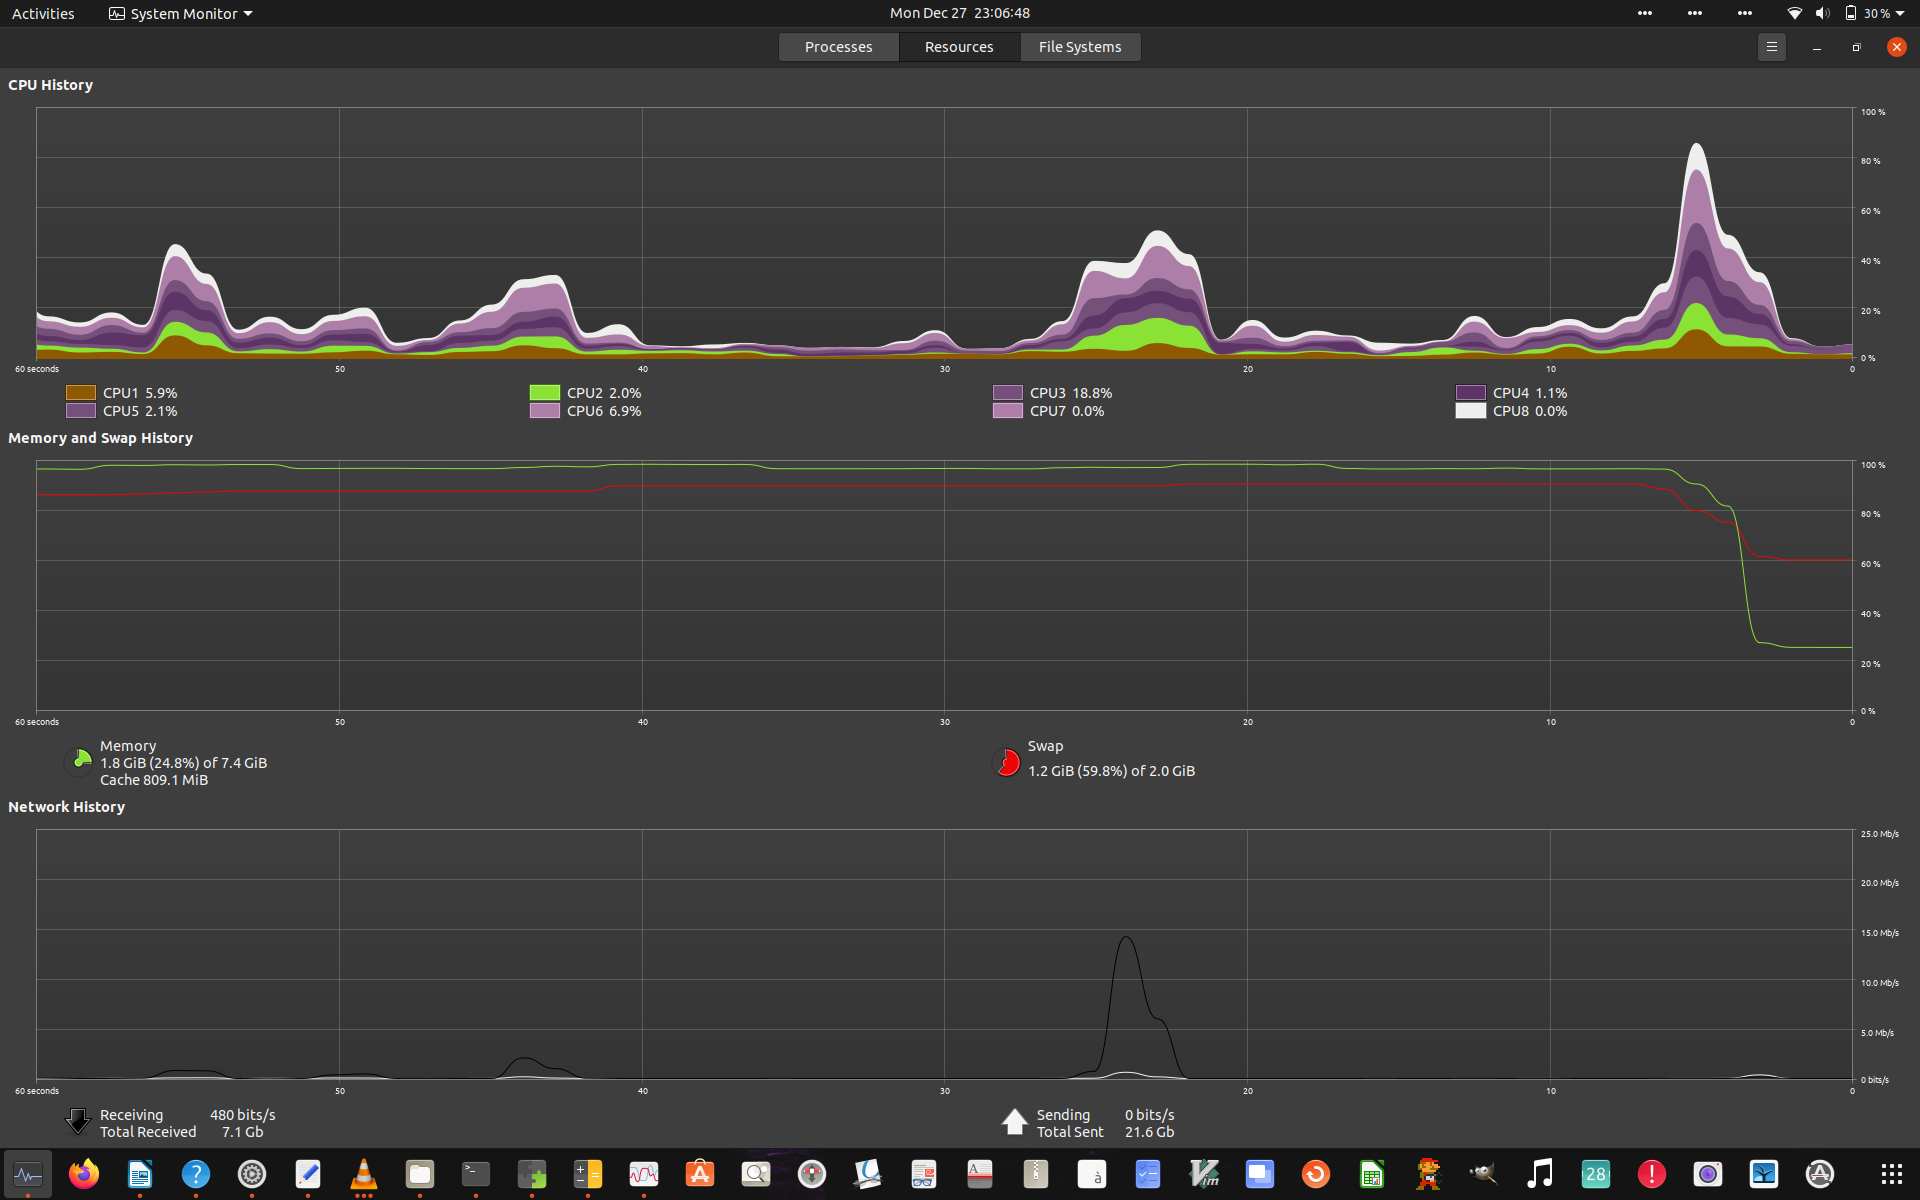 Activities System Monitor Mon Dec 27 23:06:48 30 %
Processes Resources File Systems
CPU History
100 %
80 %
60 %
40 %
20 %
0 %
60 seconds 50 40 30 20 10 0
CPU1 5.9% CPU2 2.0% CPU3 18.8% CPU4 1.1%
CPU5 2.1% CPU6 6.9% CPU7 0.0% CPU8 0.0%
Memory and Swap History
100 %
80 %
60 %
40 %
20 %
0 %
60 seconds 50 40 30 20 10 0
Memory
1.8 GiB (24.8%) of 7.4 GiB
Cache 809.1 MiB
Swap
1.2 GiB (59.8%) of 2.0 GiB
Network History
25.0 Mb/s
20.0 Mb/s
15.0 Mb/s
10.0 Mb/s
5.0 Mb/s
0 bits/s
60 seconds 50 40 30 20 10 0
Receiving 480 bits/s
Total Received 7.1 Gb
Sending 0 bits/s
Total Sent 21.6 Gb
? >_ A à Vim 28 !